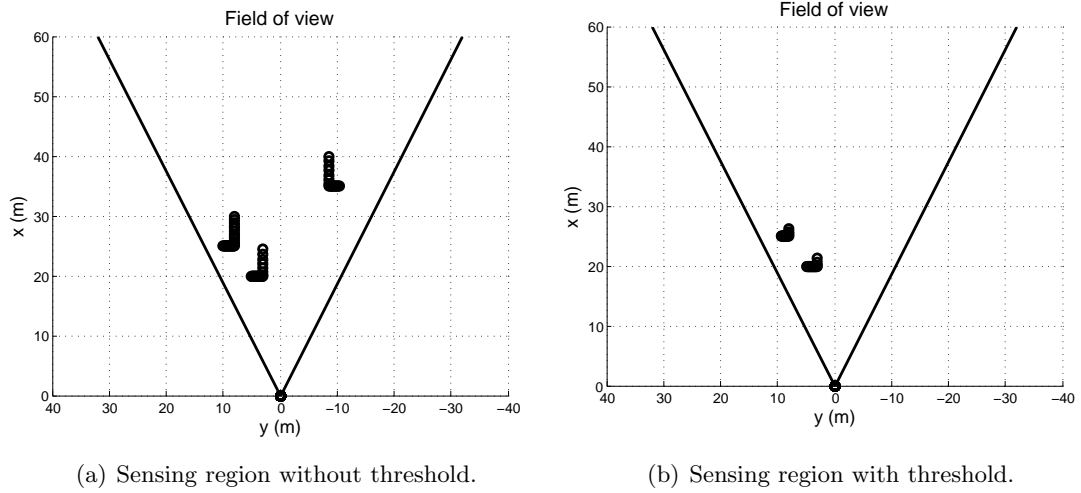 Field of view
60
50
40
30
20
10
0
x (m)
40 30 20 10 0 −10 −20 −30 −40
y (m)
(a) Sensing region without threshold.
Field of view
60
50
40
30
20
10
0
x (m)
40 30 20 10 0 −10 −20 −30 −40
y (m)
(b) Sensing region with threshold.